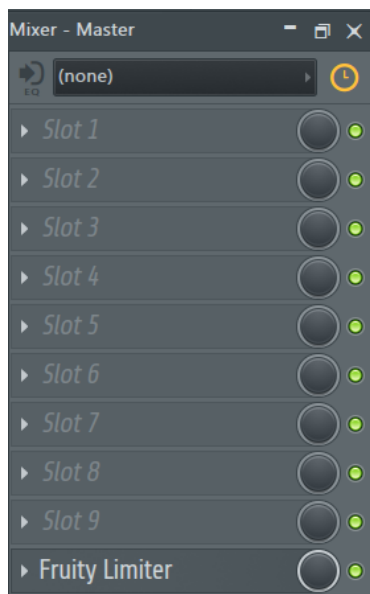 Mixer - Master
(none)
EQ
Slot 1
Slot 2
Slot 3
Slot 4
Slot 5
Slot 6
Slot 7
Slot 8
Slot 9
Fruity Limiter